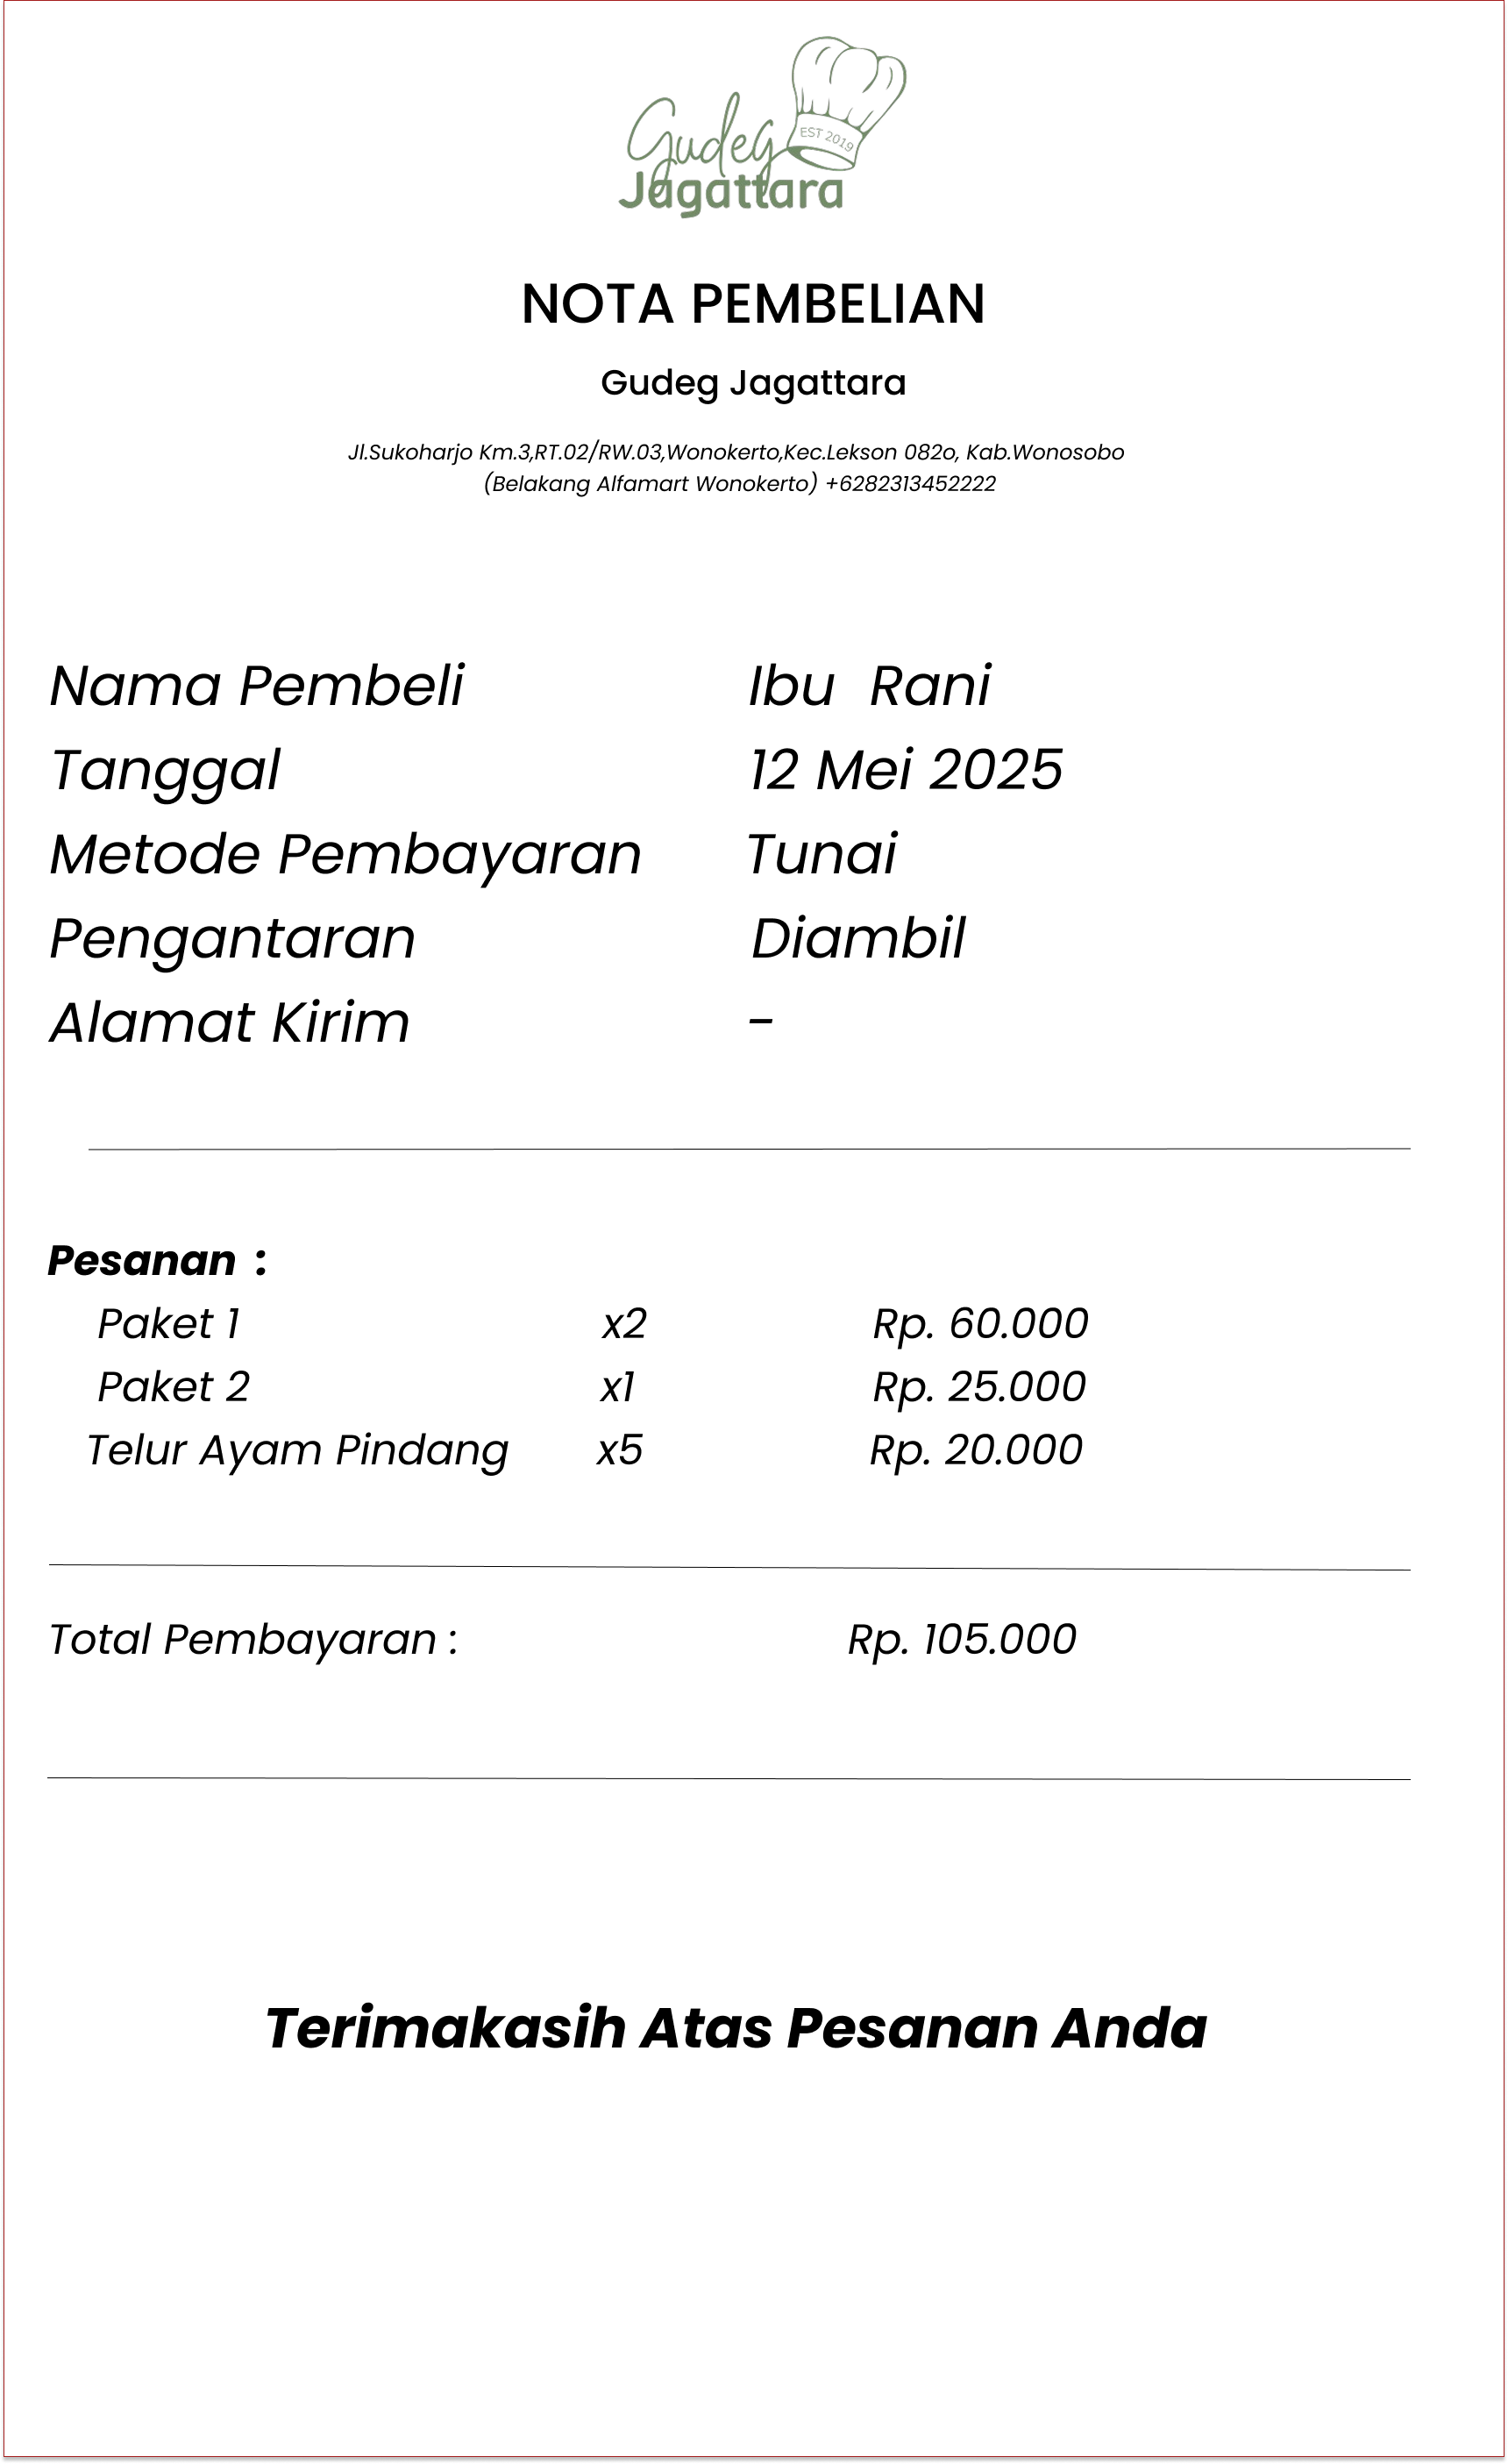 Gudeg
EST 2019
Jagattara
NOTA PEMBELIAN
Gudeg Jagattara
Jl.Sukoharjo Km.3,RT.02/RW.03,Wonokerto,Kec.Lekson 082o, Kab.Wonosobo
(Belakang Alfamart Wonokerto) +6282313452222
Nama Pembeli Ibu Rani
Tanggal 12 Mei 2025
Metode Pembayaran Tunai
Pengantaran Diambil
Alamat Kirim -
Pesanan :
Paket 1 x2 Rp. 60.000
Paket 2 x1 Rp. 25.000
Telur Ayam Pindang x5 Rp. 20.000
Total Pembayaran : Rp. 105.000
Terimakasih Atas Pesanan Anda